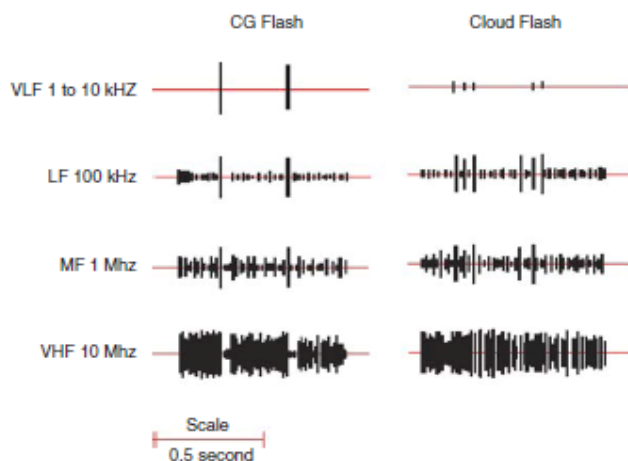 CG Flash Cloud Flash
VLF 1 to 10 kHZ
LF 100 kHz
MF 1 Mhz
VHF 10 Mhz
Scale
0.5 second